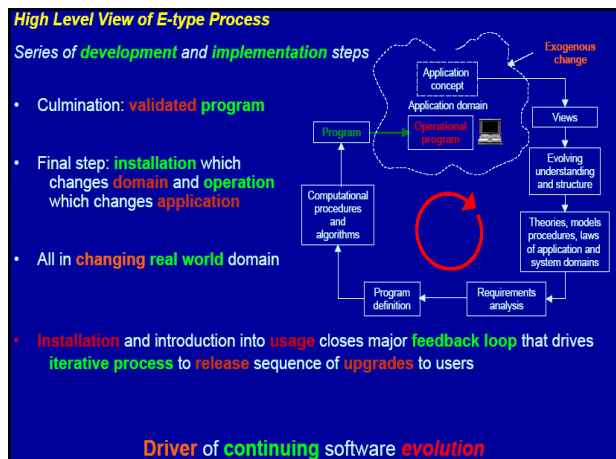 High Level View of E-type Process
Series of development and implementation steps
• Culmination: validated program
• Final step: installation which
changes domain and operation
which changes application
• All in changing real world domain
Exogenous
change
Application
concept
Application domain
Operational
program
Program
Views
Evolving
understanding
and structure
Theories, models
procedures, laws
of application and
system domains
Requirements
analysis
Program
definition
Computational
procedures
and
algorithms
• Installation and introduction into usage closes major feedback loop that drives
iterative process to release sequence of upgrades to users
Driver of continuing software evolution